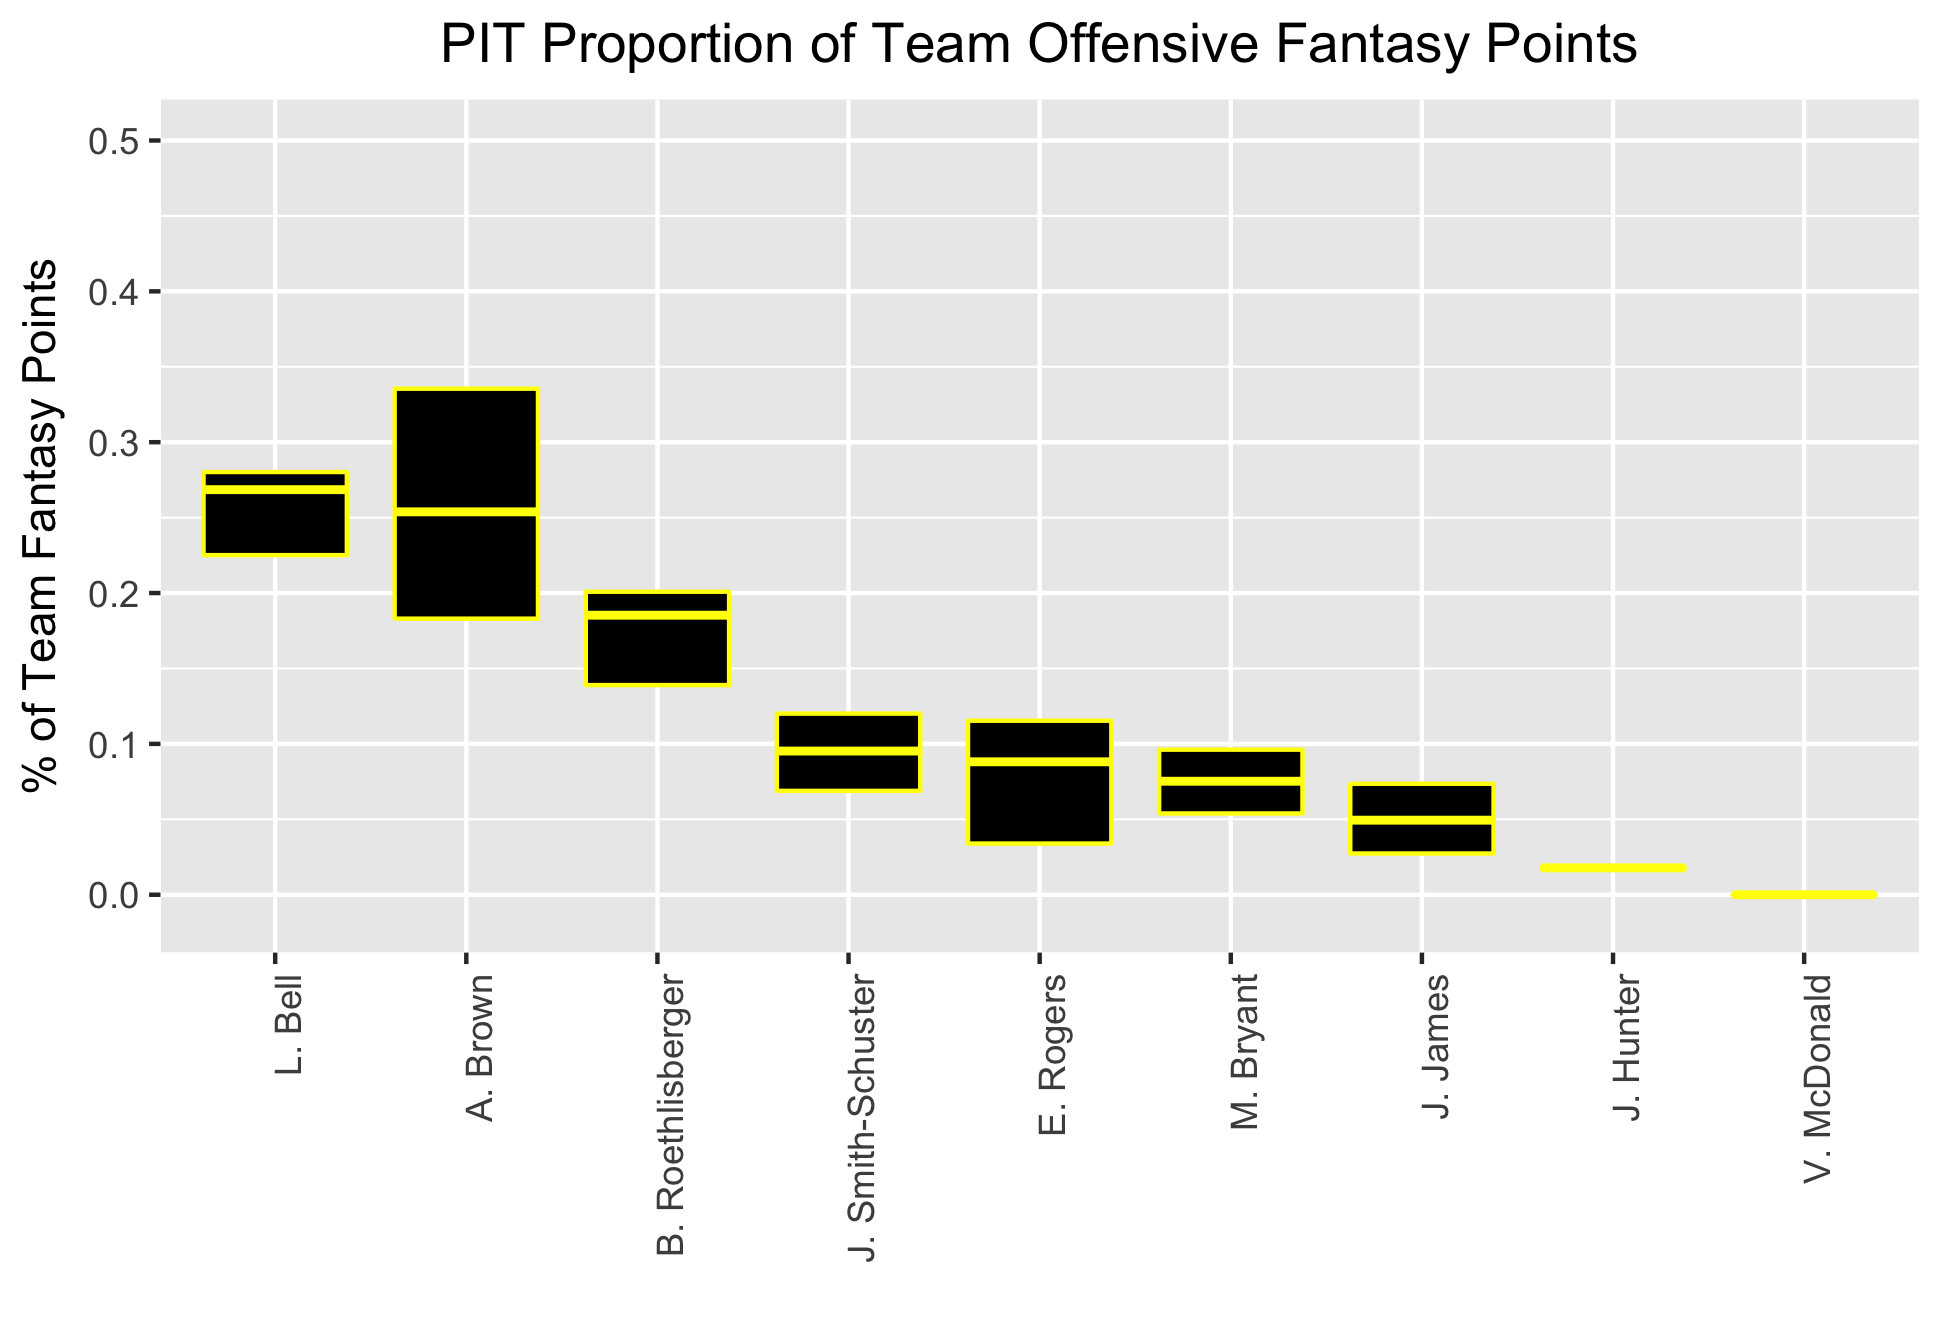 PIT Proportion of Team Offensive Fantasy Points
% of Team Fantasy Points
0.5
0.4
0.3
0.2
0.1
0.0
L. Bell
A. Brown
B. Roethlisberger
J. Smith-Schuster
E. Rogers
M. Bryant
J. James
J. Hunter
V. McDonald